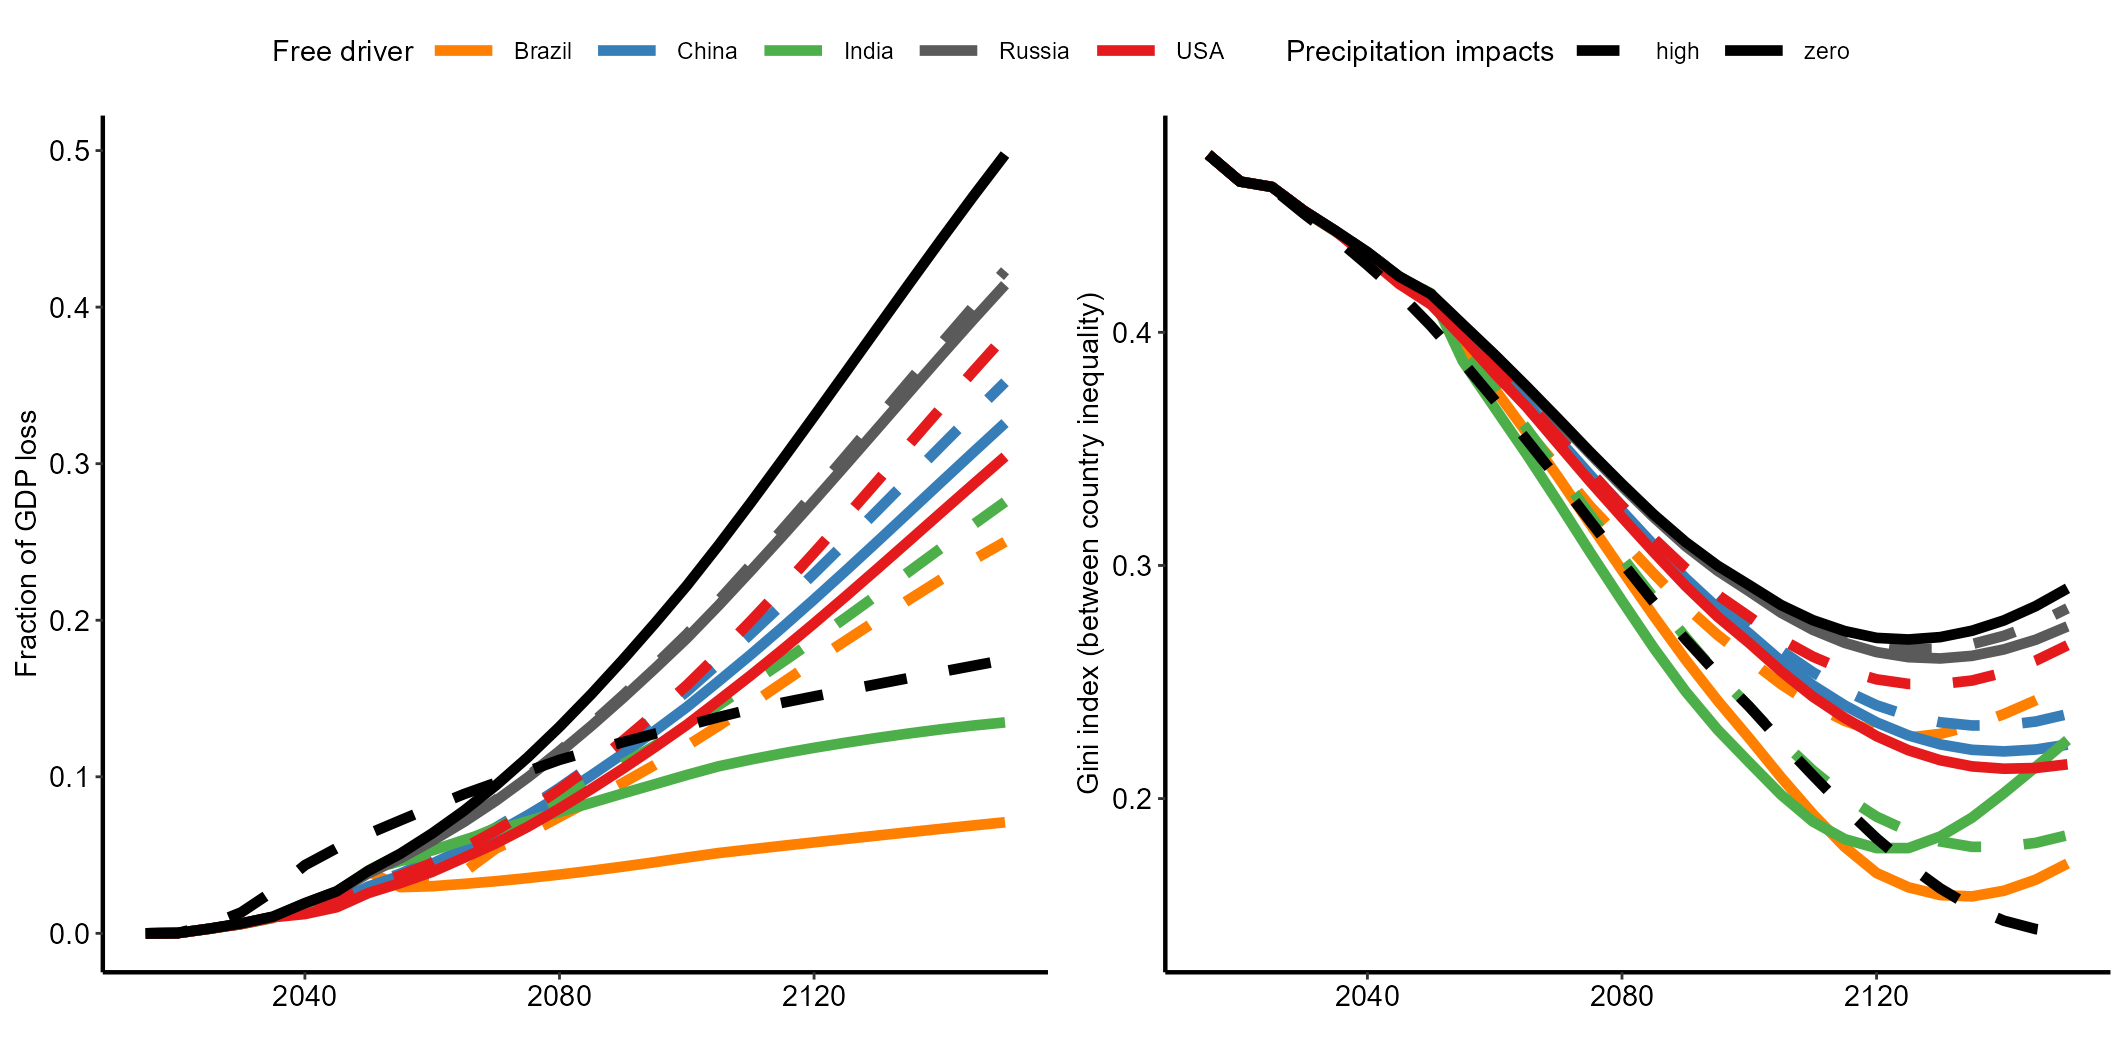 Free driver Brazil China India Russia USA Precipitation impacts high zero
Fraction of GDP loss
0.5
0.4
0.3
0.2
0.1
0.0
2040 2080 2120
Gini index (between country inequality)
0.4
0.3
0.2
2040 2080 2120